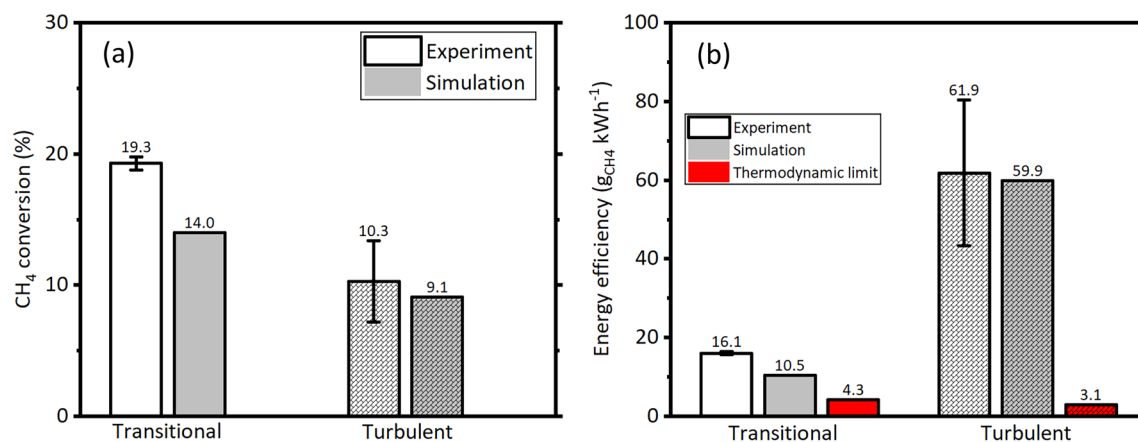 (a)
Experiment
Simulation
CH4 conversion (%)
30
20
10
0
19.3
14.0
10.3
9.1
Transitional
Turbulent
(b)
Experiment
Simulation
Thermodynamic limit
Energy efficiency (gCH4 kWh-1)
100
80
60
40
20
0
16.1
10.5
4.3
61.9
59.9
3.1
Transitional
Turbulent